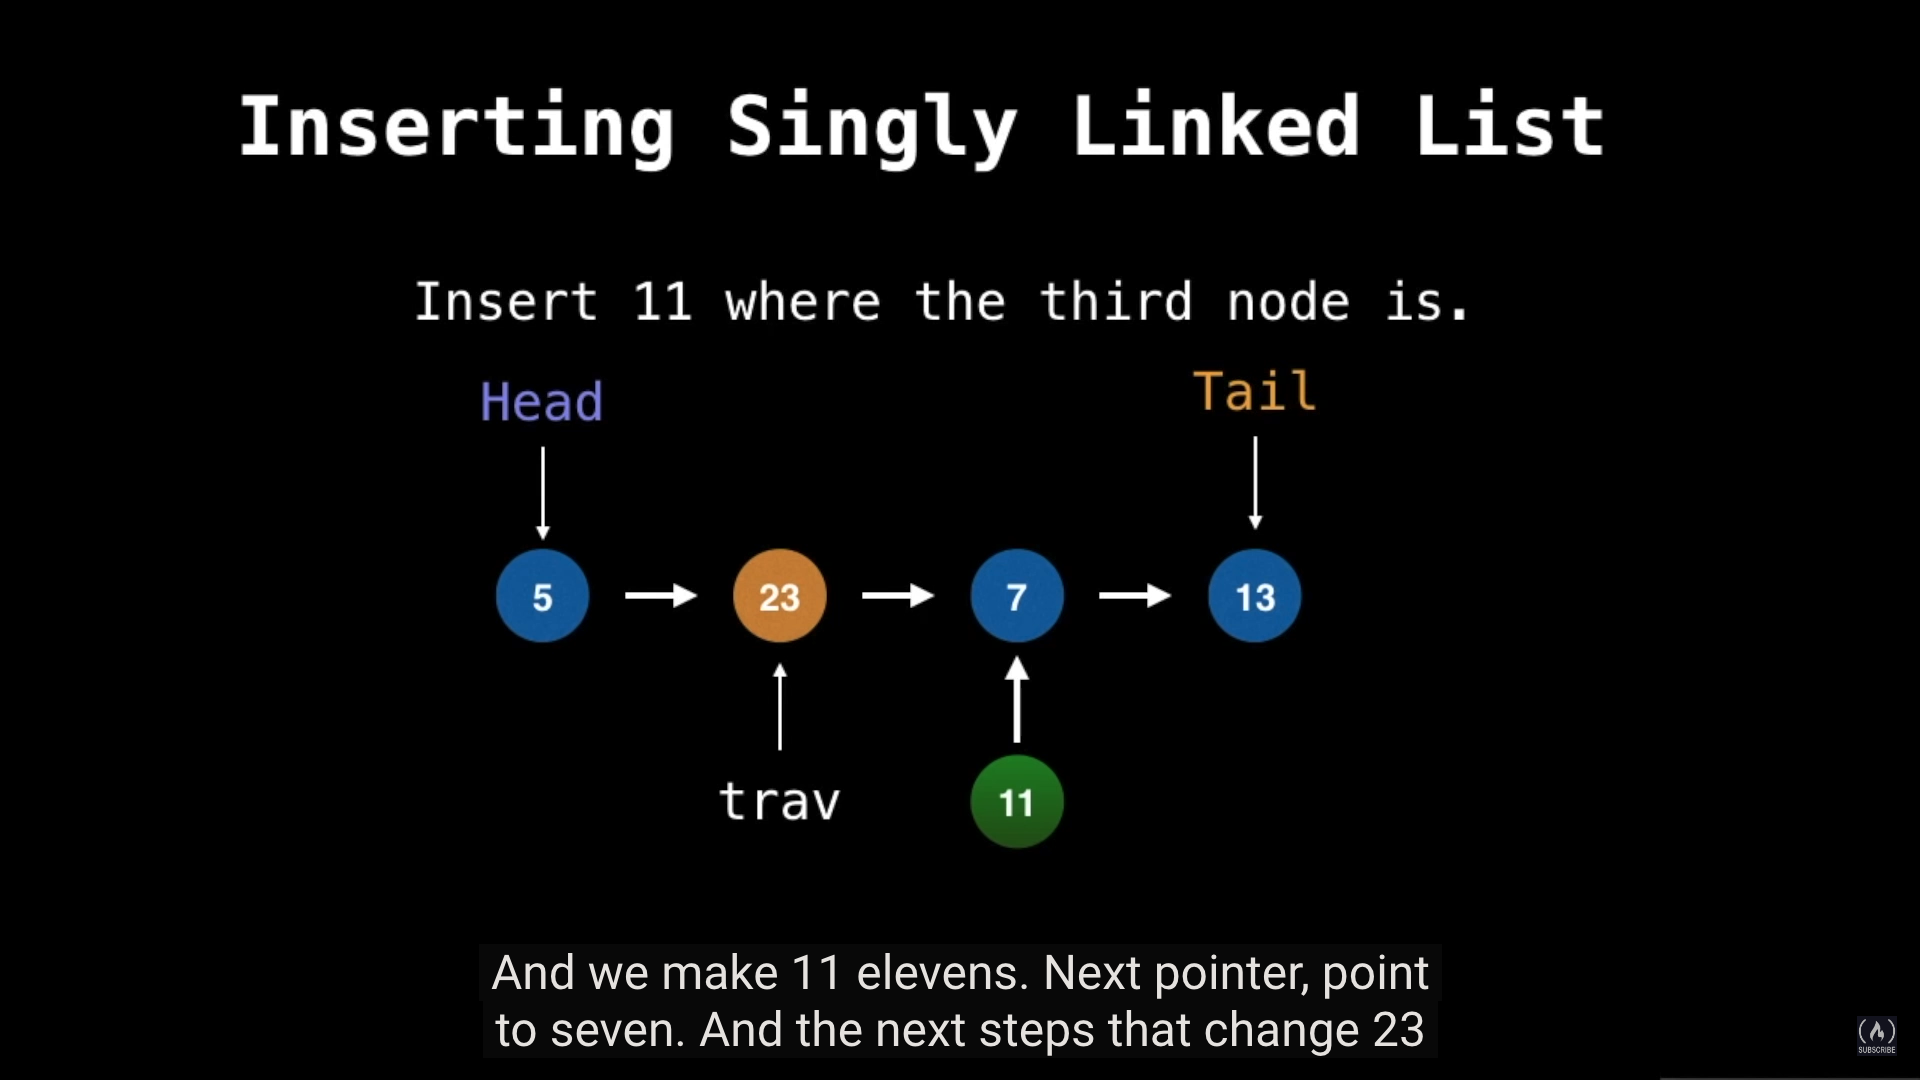 Inserting Singly Linked List
Insert 11 where the third node is.
Head
Tail
5
23
7
13
trav
11
And we make 11 elevens. Next pointer, point
to seven. And the next steps that change 23
SUBSCRIBE